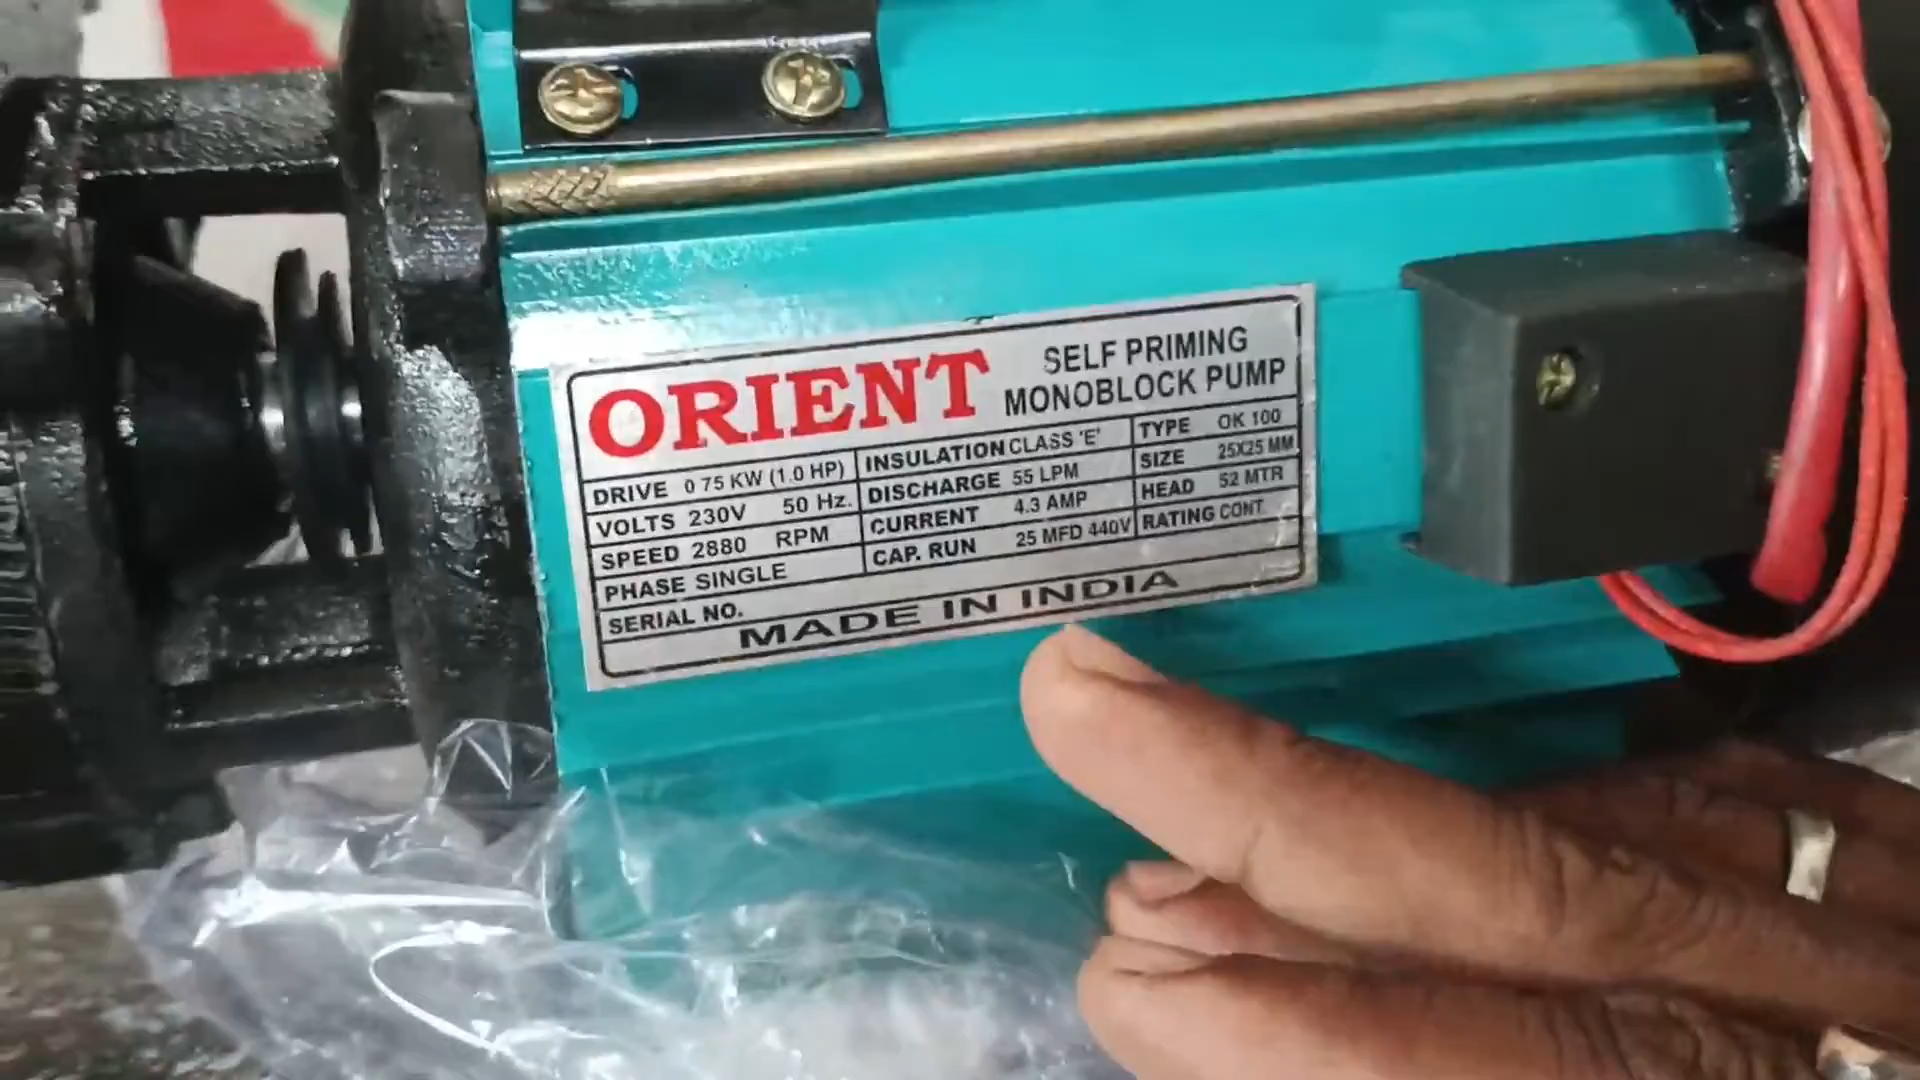 ORIENT
SELF PRIMING
MONOBLOCK PUMP
DRIVE 0 75 KW (1.0 HP)
VOLTS 230V 50 Hz.
SPEED 2880 RPM
PHASE SINGLE
SERIAL NO.
INSULATION CLASS 'E'
DISCHARGE 55 LPM
CURRENT 4.3 AMP
CAP. RUN 25 MFD 440V
TYPE OK 100
SIZE 25X25 MM
HEAD 52 MTR
RATING CONT.
MADE IN INDIA